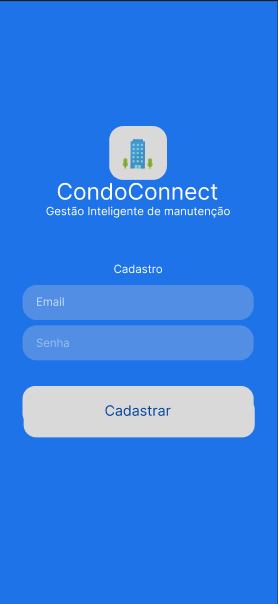 CondoConnect
Gestão Inteligente de manutenção
Cadastro
Email
Senha
Cadastrar